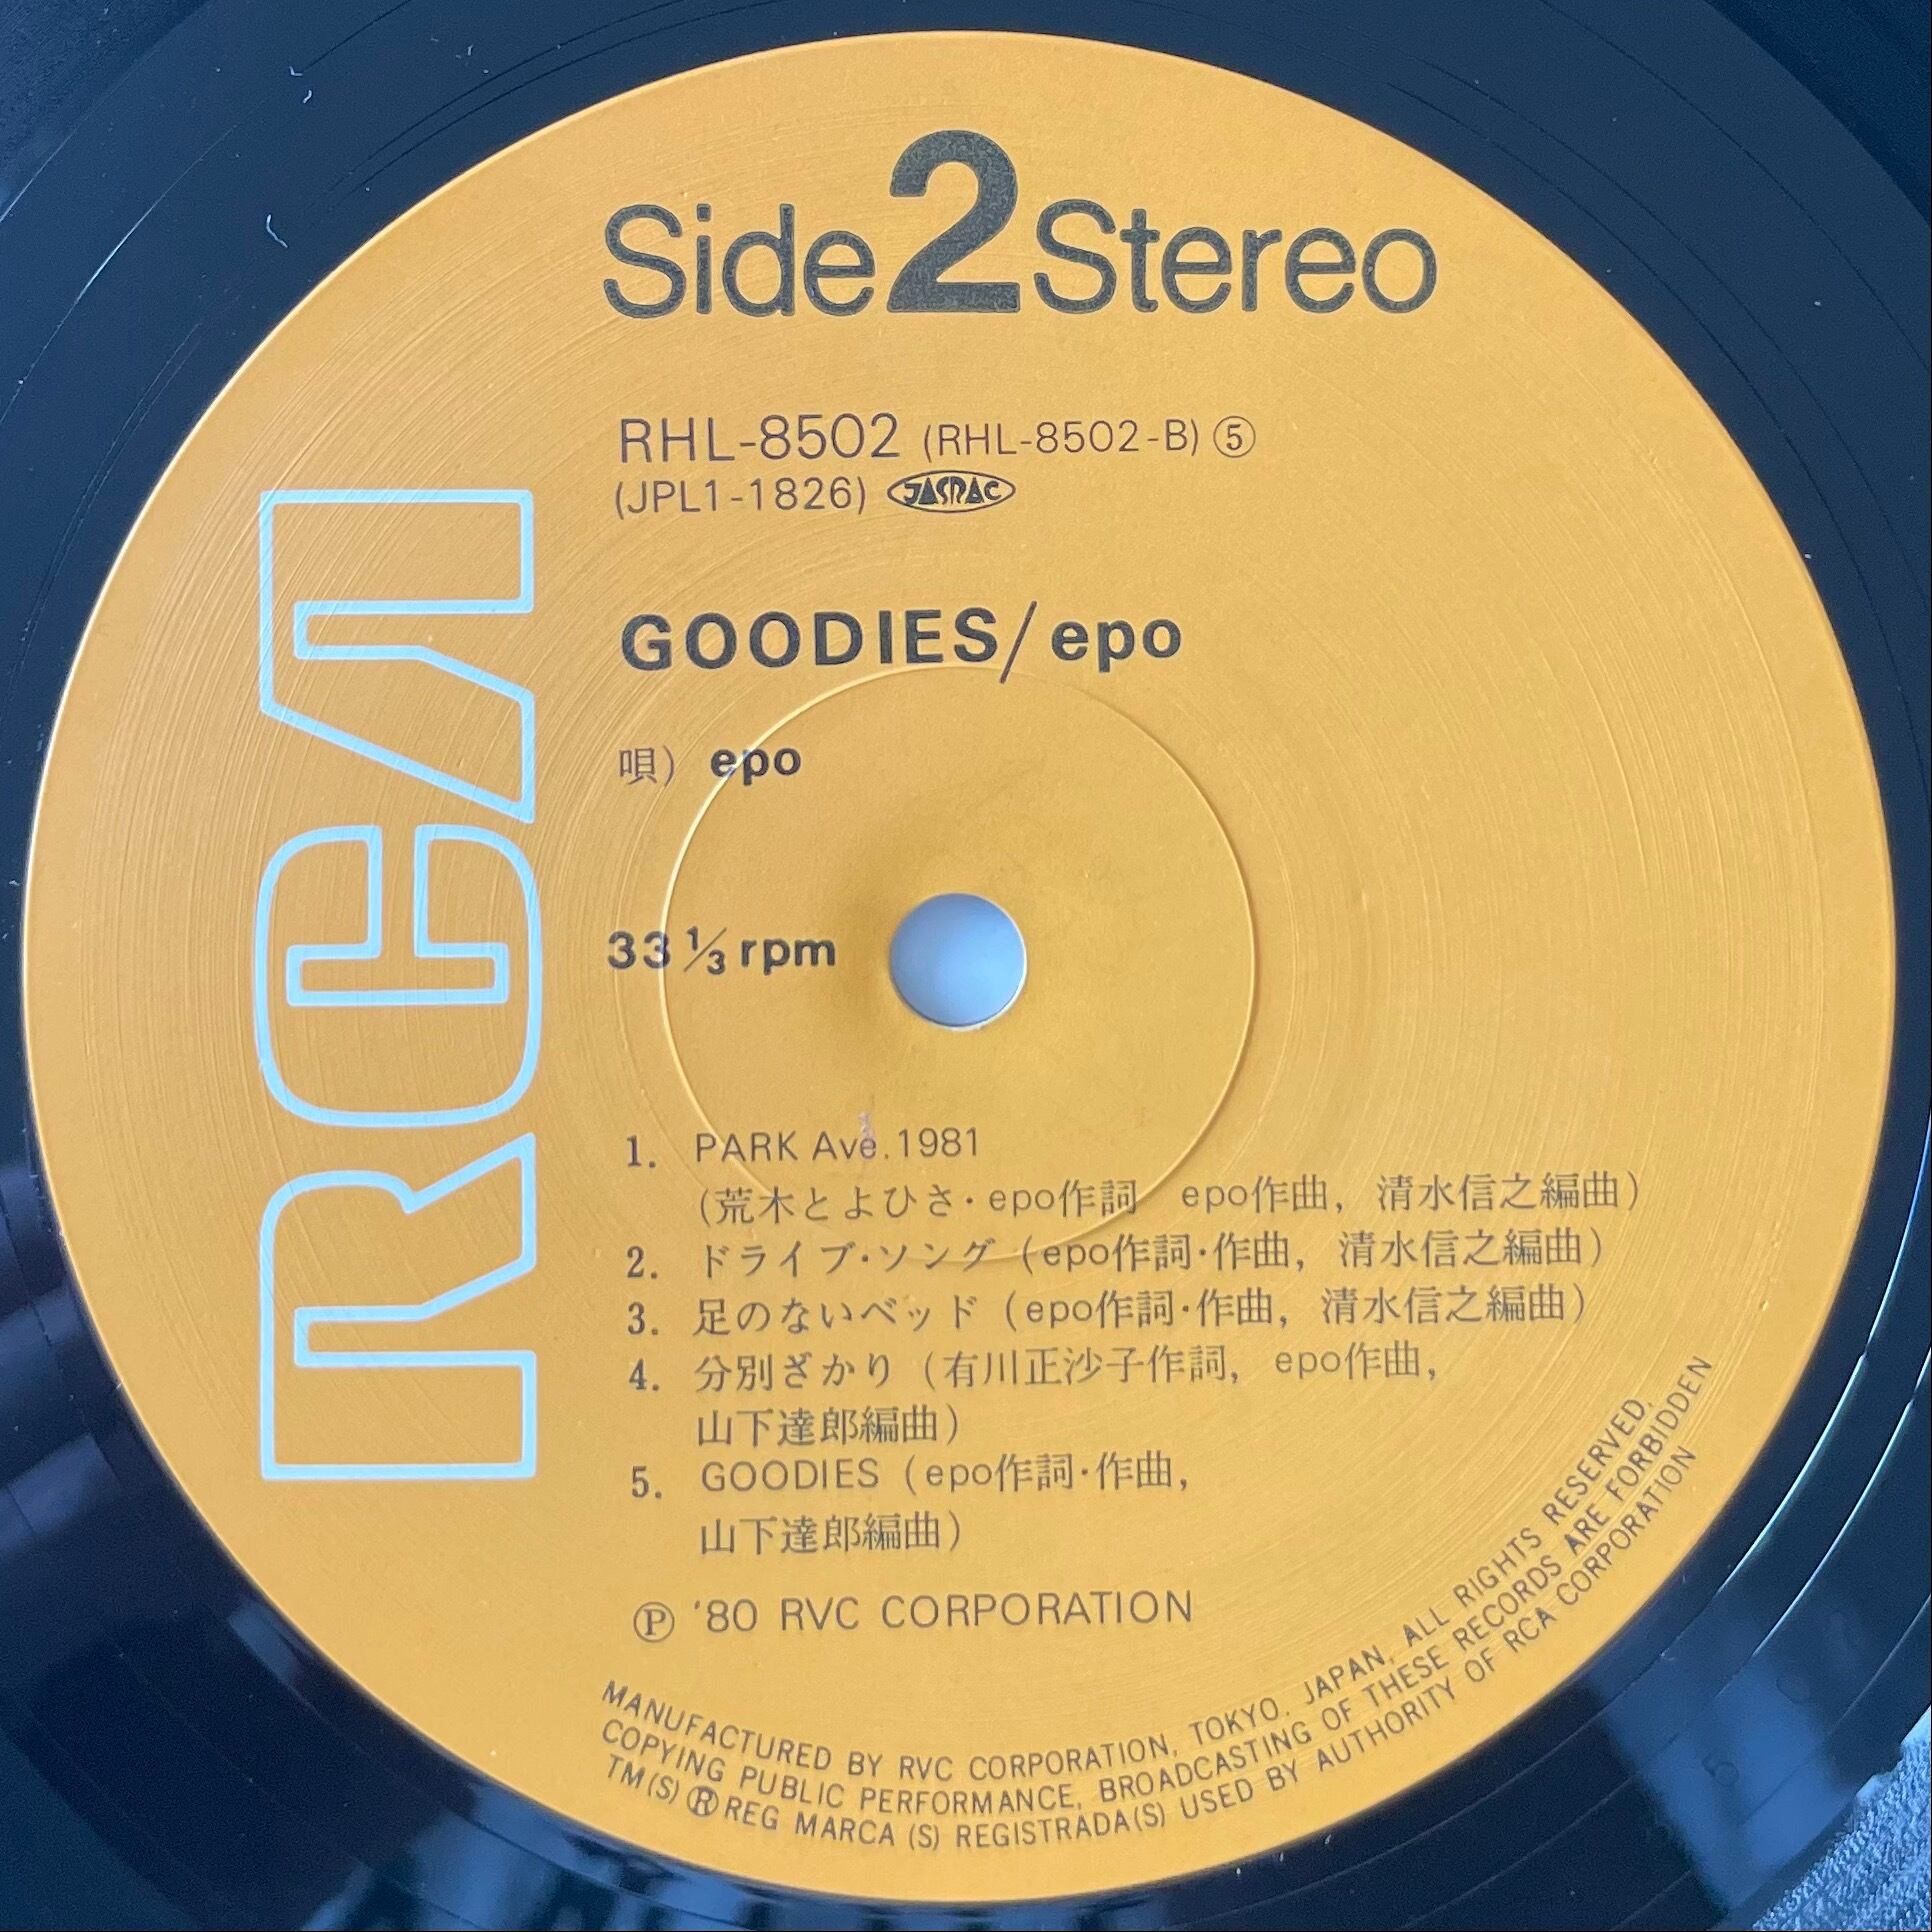 Side 2 Stereo
RHL-8502 (RHL-8502-B) ⑤
(JPL1-1826) JASRAC
GOODIES/epo
唄) epo
33 1/3 rpm
RCA
1. PARK Ave.1981
(荒木とよひさ・epo作詞 epo作曲, 清水信之編曲)
2. ドライブ・ソング (epo作詞・作曲, 清水信之編曲)
3. 足のないベッド (epo作詞・作曲, 清水信之編曲)
4. 分別ざかり (有川正沙子作詞, epo作曲,
山下達郎編曲)
5. GOODIES (epo作詞・作曲,
山下達郎編曲)
Ⓟ '80 RVC CORPORATION
MANUFACTURED BY RVC CORPORATION, TOKYO. JAPAN, ALL RIGHTS RESERVED,
COPYING PUBLIC PERFORMANCE, BROADCASTING OF THESE RECORDS ARE FORBIDDEN
TM(S) ® REG MARCA (S) REGISTRADA(S) USED BY AUTHORITY OF RCA CORPORATION